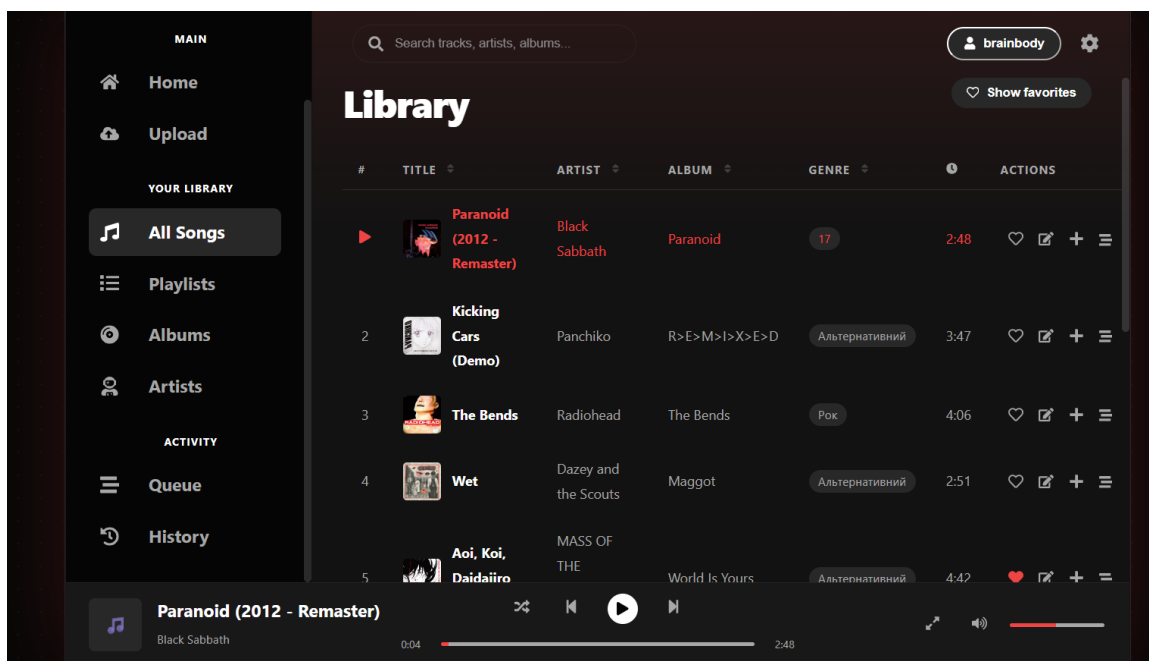 MAIN
Home
Upload
YOUR LIBRARY
All Songs
Playlists
Albums
Artists
ACTIVITY
Queue
History
Search tracks, artists, albums...
brainbody
Library
Show favorites
# TITLE ARTIST ALBUM GENRE ACTIONS
Paranoid
(2012 -
Remaster)
Black
Sabbath
Paranoid
17
2:48
2
Kicking
Cars
(Demo)
Panchiko
R>E>M>I>X>E>D
Альтернативний
3:47
3
RADIOHEAD
The Bends
Radiohead
The Bends
Рок
4:06
4
Wet
Dazey and
the Scouts
Maggot
Альтернативний
2:51
5
Aoi, Koi,
Daidaiiro
MASS OF
THE
World Is Yours
Альтернативний
4:42
Paranoid (2012 - Remaster)
Black Sabbath
0:04
2:48